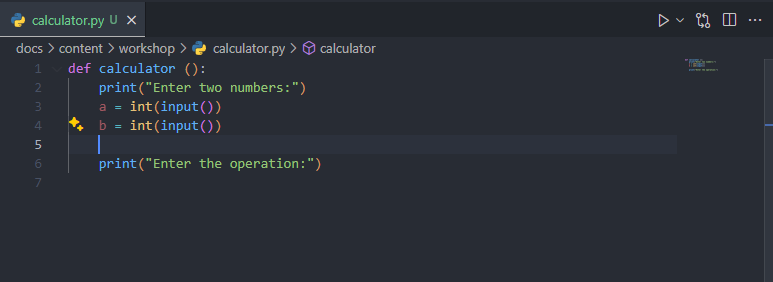 calculator.py U
docs > content > workshop > calculator.py > calculator
1 def calculator ():
2     print("Enter two numbers:")
3     a = int(input())
4     b = int(input())
5
6     print("Enter the operation:")
7